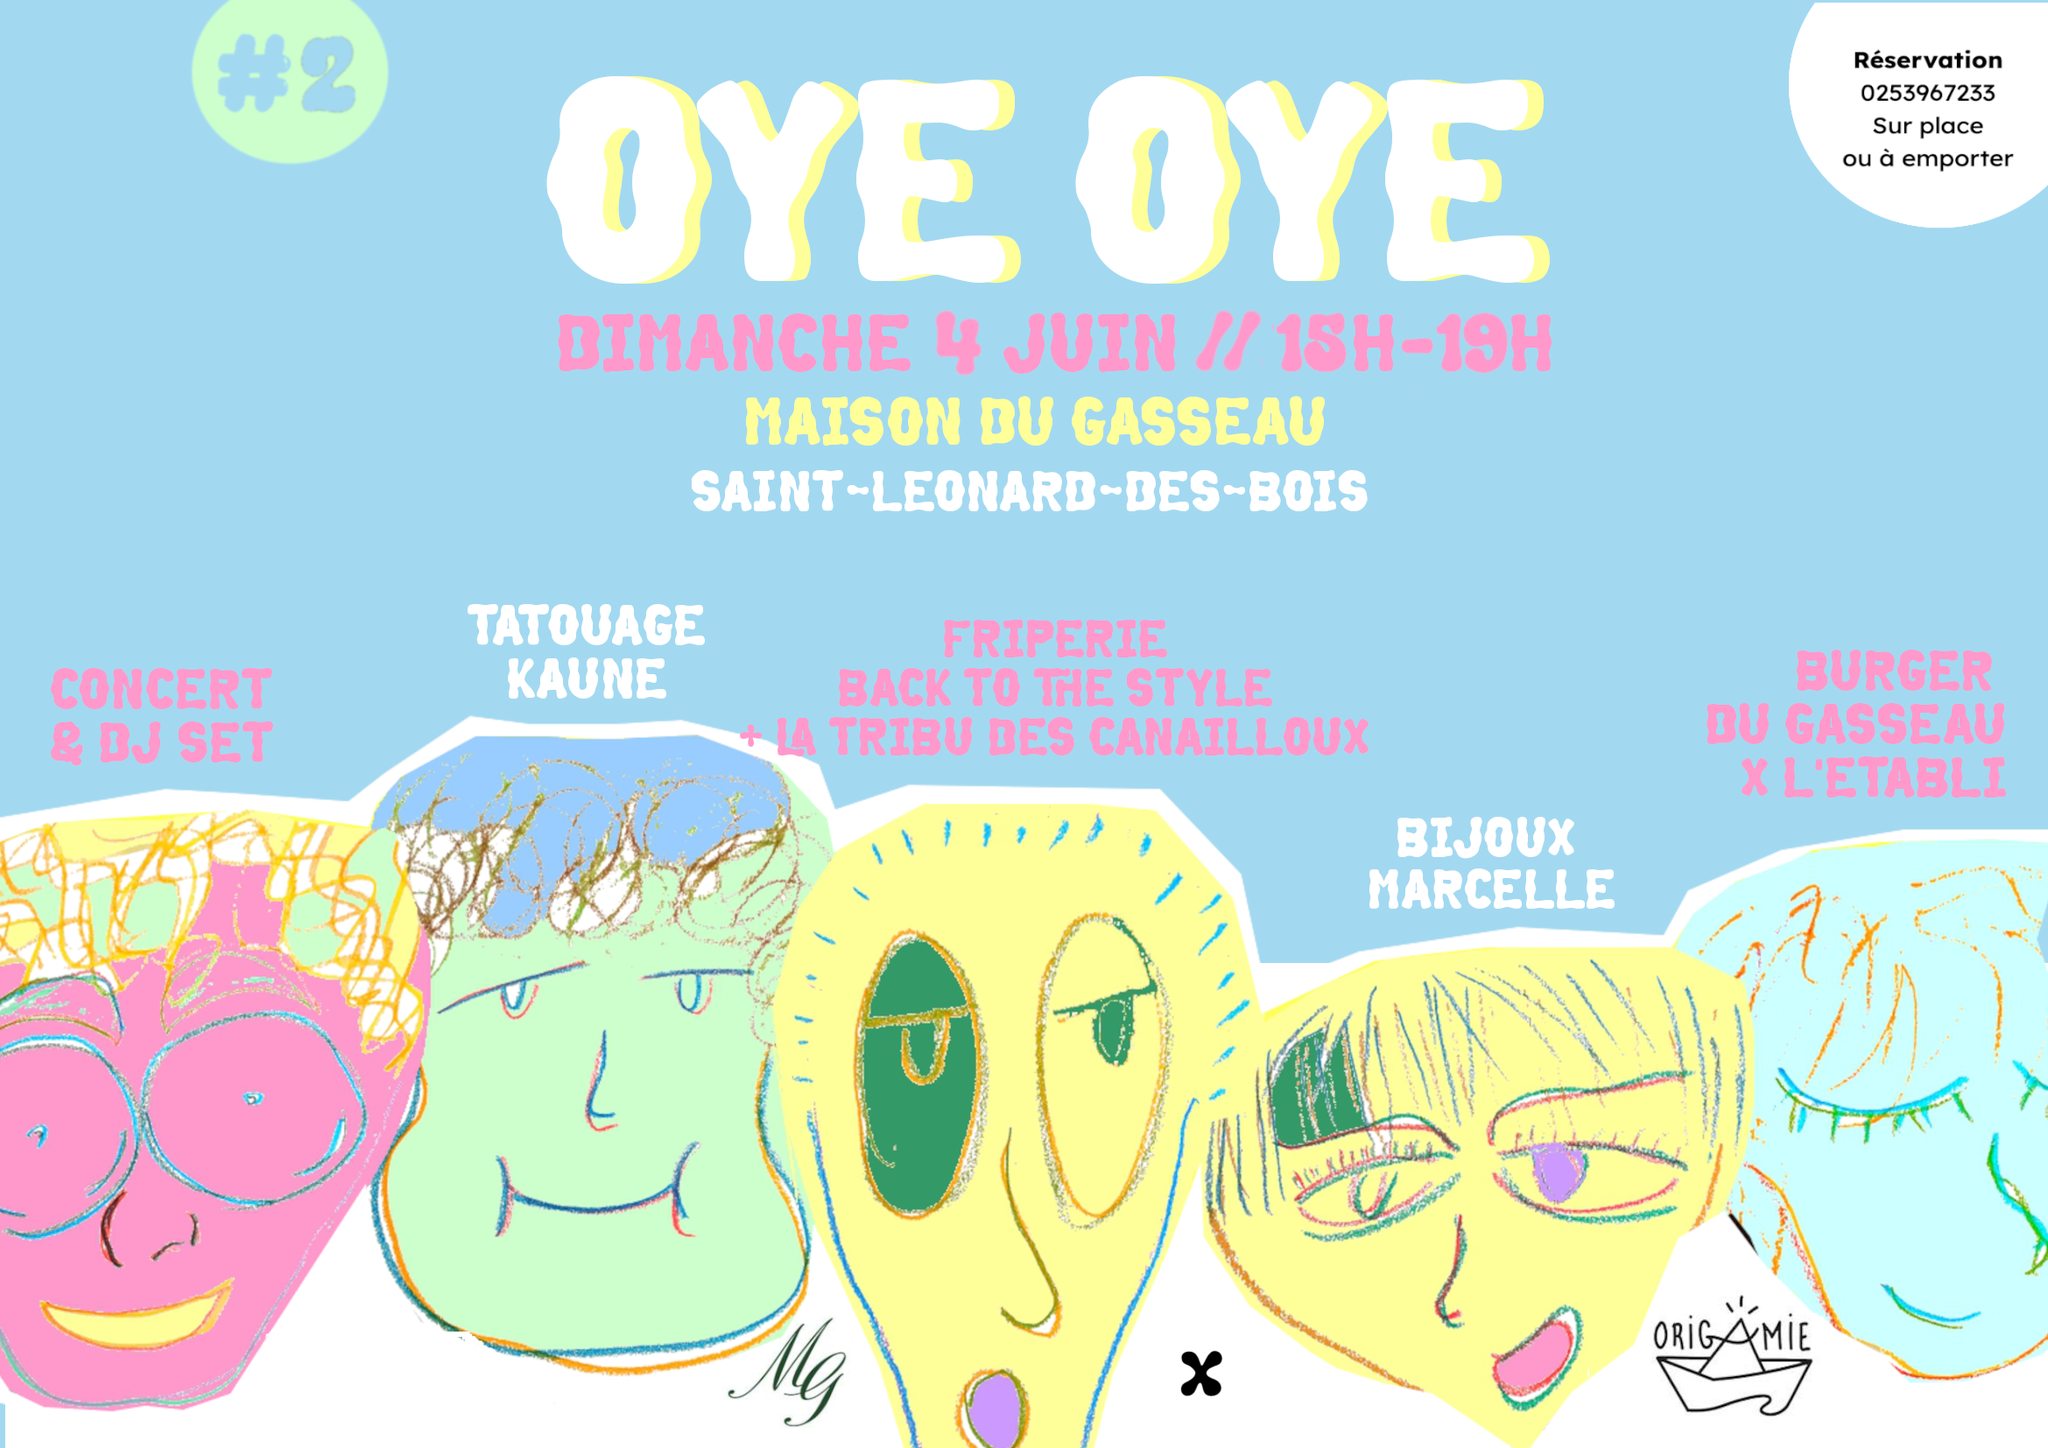 #2
Réservation
0253967233
Sur place
ou à emporter
OYE OYE
DIMANCHE 4 JUIN // 15H-19H
MAISON DU GASSEAU
SAINT-LEONARD-DES-BOIS
CONCERT
& DJ SET
TATOUAGE
KAUNE
FRIPERIE
BACK TO THE STYLE
+ LA TRIBU DES CANAILLOUX
BIJOUX
MARCELLE
BURGER
DU GASSEAU
X L'ETABLI
MG
X
ORIGAMIE